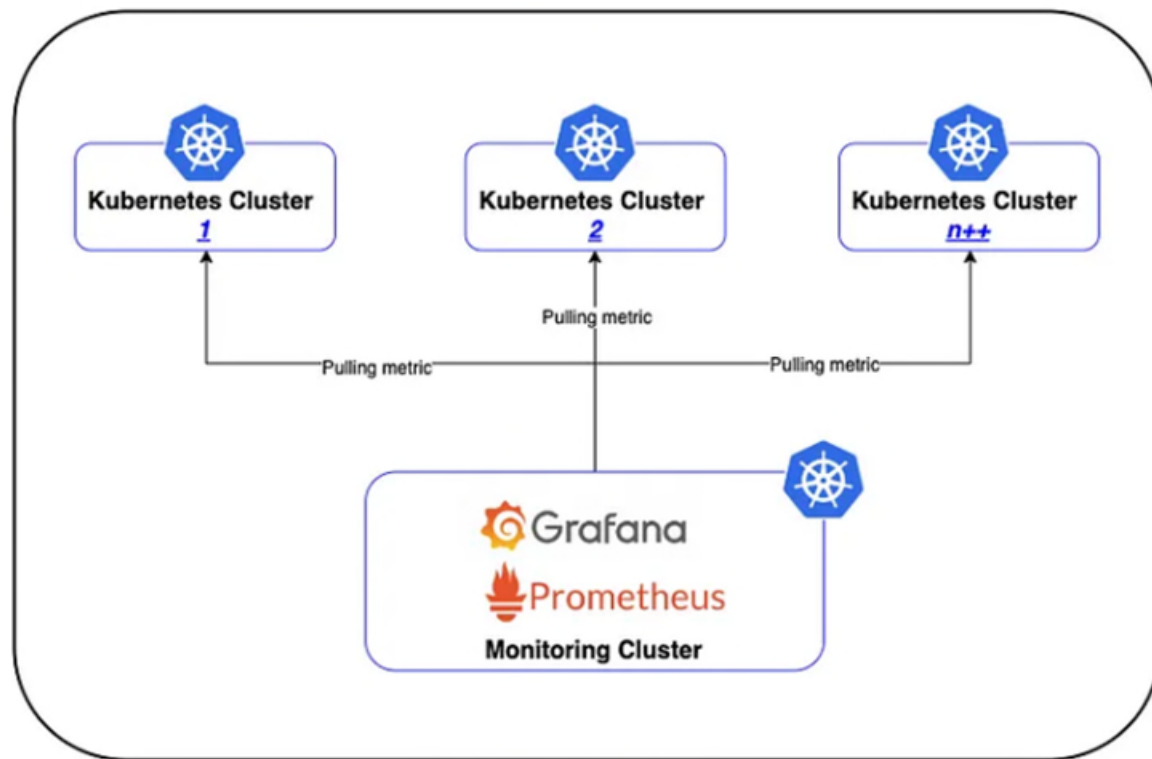 Kubernetes Cluster
1
Kubernetes Cluster
2
Kubernetes Cluster
n++
Pulling metric
Pulling metric
Pulling metric
Grafana
Prometheus
Monitoring Cluster